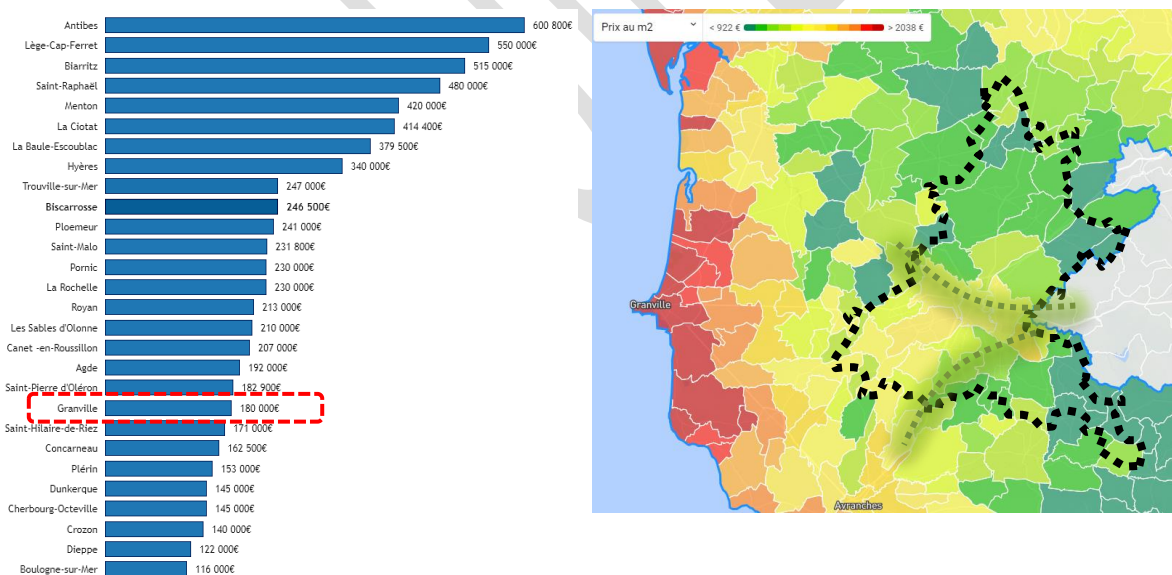 Antibes 600 800€
Lège-Cap-Ferret 550 000€
Biarritz 515 000€
Saint-Raphaël 480 000€
Menton 420 000€
La Ciotat 414 400€
La Baule-Escoublac 379 500€
Hyères 340 000€
Trouville-sur-Mer 247 000€
Biscarrosse 246 500€
Ploemeur 241 000€
Saint-Malo 231 800€
Pornic 230 000€
La Rochelle 230 000€
Royan 213 000€
Les Sables d'Olonne 210 000€
Canet -en-Roussillon 207 000€
Agde 192 000€
Saint-Pierre d'Oléron 182 900€
Granville 180 000€
Saint-Hilaire-de-Riez 171 000€
Concarneau 162 500€
Plérin 153 000€
Dunkerque 145 000€
Cherbourg-Octeville 145 000€
Crozon 140 000€
Dieppe 122 000€
Boulogne-sur-Mer 116 000€
Prix au m2 < 922 € > 2038 €
Granville
Avranches